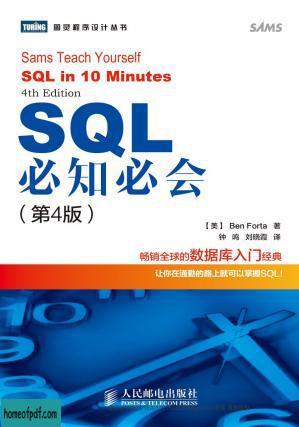 TURING
图灵程序设计丛书
SAMS
Sams Teach Yourself
SQL in 10 Minutes
4th Edition
SQL
必知必会
（第4版）
【美】 Ben Forta 著
钟鸣 刘晓霞 译
畅销全球的数据库入门经典
让你在通勤的路上就可以掌握SQL!
人民邮电出版社
POSTS & TELECOM PRESS
homeofpdf.com